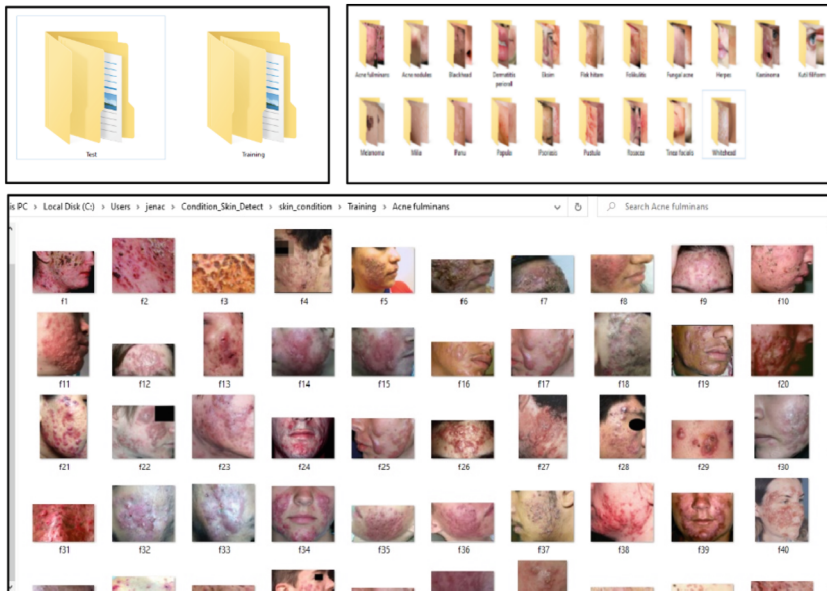 Test Training
Acne fulminans Acne nodules Blackhead Dermatitis perioral Eksim Flek hitam Folikulitis Fungal acne Herpes Karsinoma Kutil filiform
Melanoma Milia Panu Papula Psoriasis Pustula Rosacea Tinea facialis Whitehead
is PC > Local Disk (C:) > Users > jenac > Condition_Skin_Detect > skin_condition > Training > Acne fulminans Search Acne fulminans
f1 f2 f3 f4 f5 f6 f7 f8 f9 f10
f11 f12 f13 f14 f15 f16 f17 f18 f19 f20
f21 f22 f23 f24 f25 f26 f27 f28 f29 f30
f31 f32 f33 f34 f35 f36 f37 f38 f39 f40